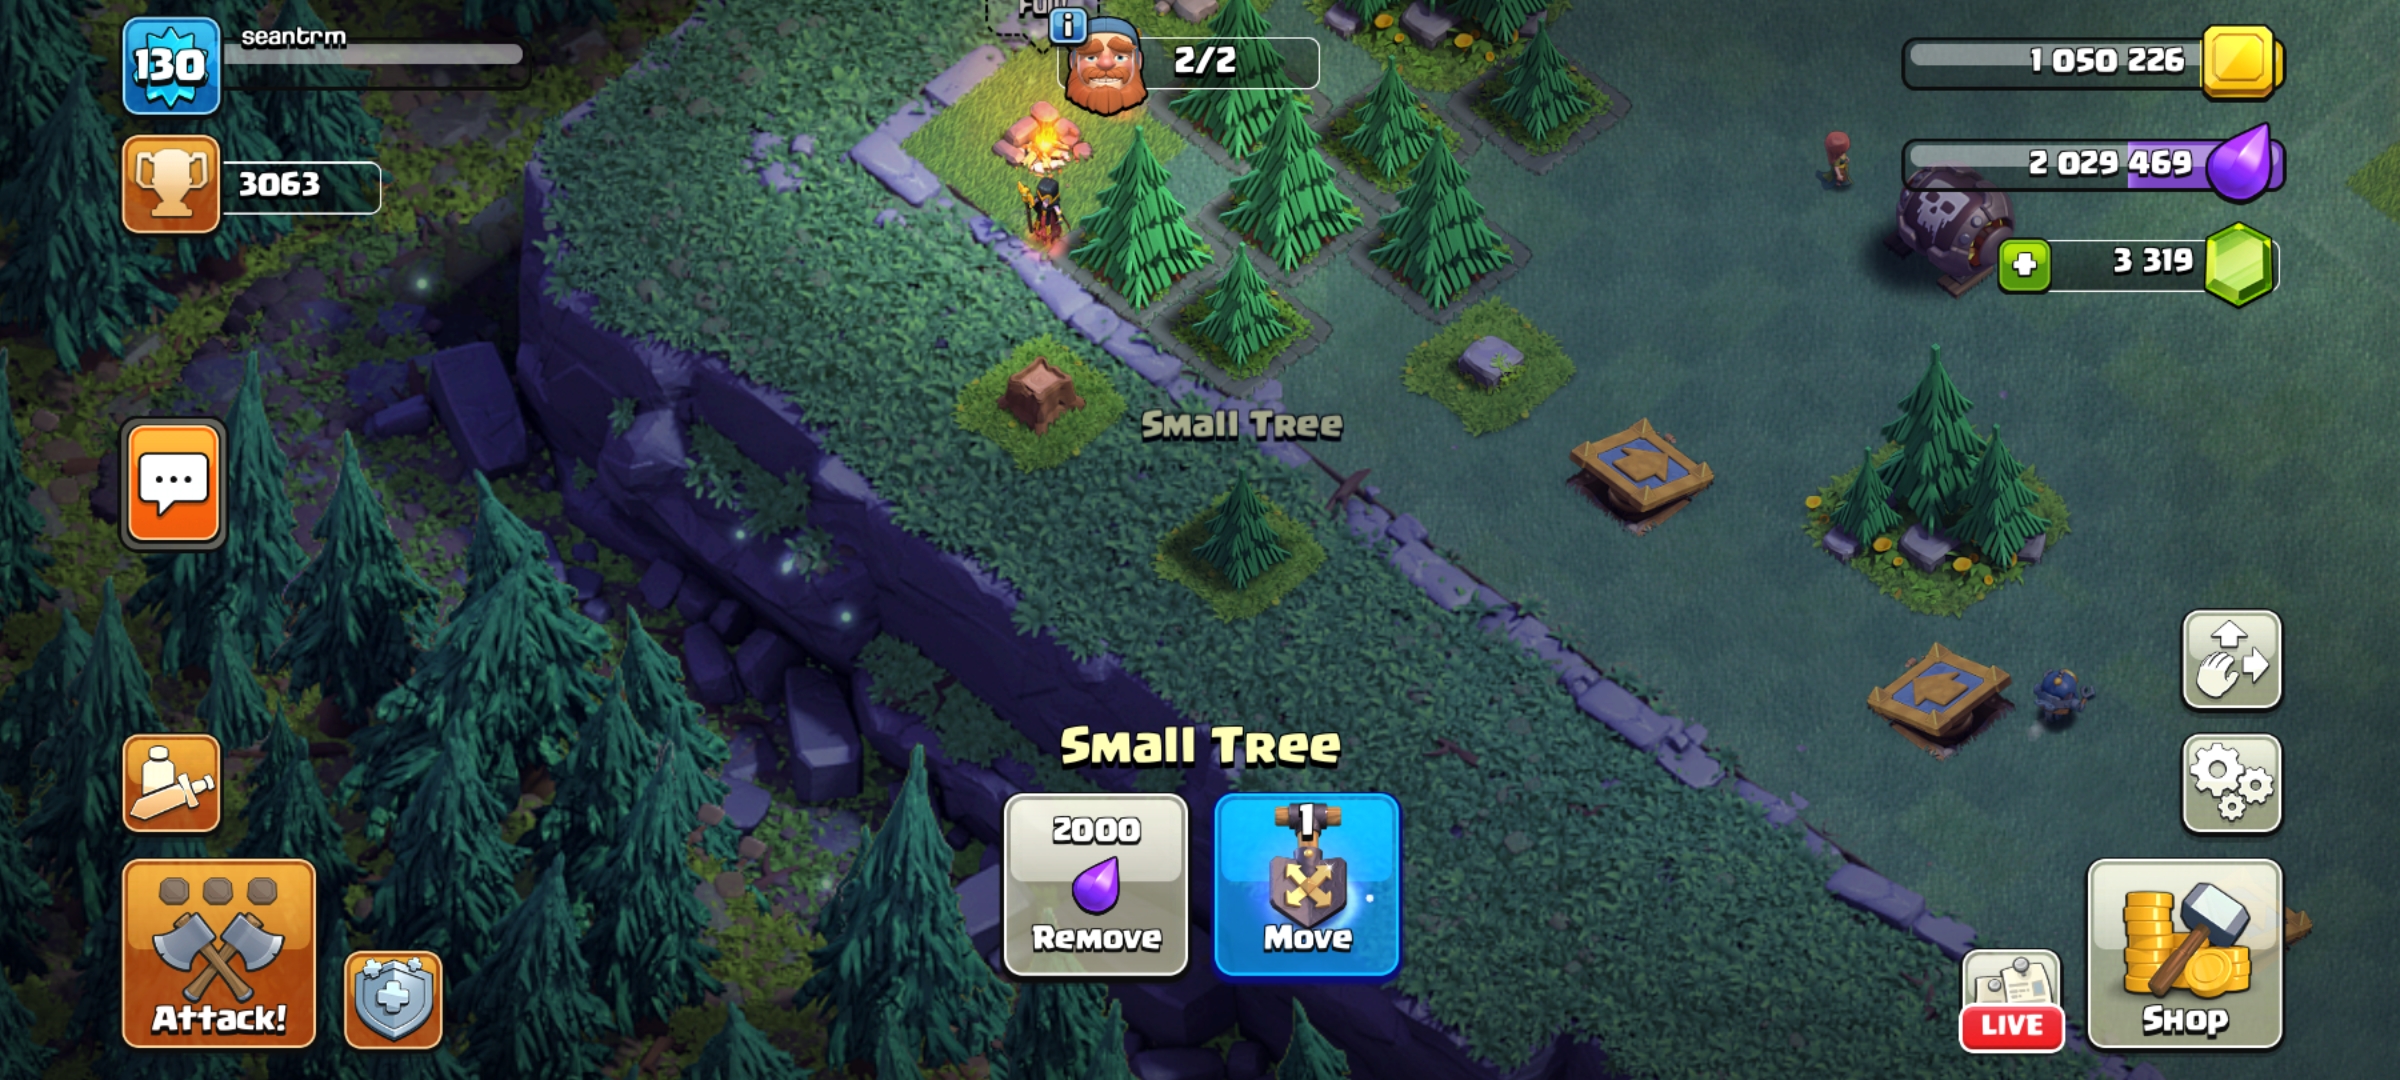 130
seantrm
2/2
1 050 226
3063
2 029 469
3 319
Small Tree
Small Tree
2000
Remove
1
Move
Attack!
LIVE
Shop